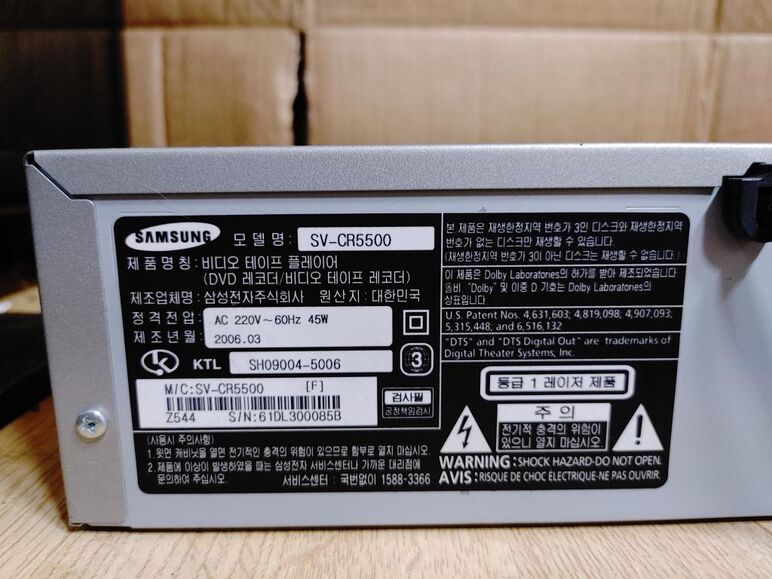 SAMSUNG 모델명: SV-CR5500
제품명칭: 비디오 테이프 플레이어
(DVD 레코더/비디오 테이프 레코더)
제조업체명: 삼성전자주식회사 원산지: 대한민국
정격전압: AC 220V~60Hz 45W
제조년월: 2006.03
KTL SH09004-5006
3
M/C:SV-CR5500 [F]
Z544 S/N:61DL300085B
검사필
공정책임검사
(사용시 주의사항)
1. 윗면 캐비닛을 열면 전기적인 충격의 위험이 있으므로 함부로 열지 마십시오.
2. 제품에 이상이 발생하였을 때는 삼성전자 서비스센터나 가까운 대리점에
문의하여 주십시오. 서비스센터 : 국번없이 1588-3366
본 제품은 재생한정지역 번호가 3인 디스크와 재생한정지역
번호가 없는 디스크만 재생할 수 있습니다.
(재생한정지역 번호가 3이 아닌 디스크는 재생할 수 없습니다.)
이 제품은 Dolby Laboratories의 허가를 받아 제조되었습니다.
돌비, "Dolby" 및 이중 D 기호는 Dolby Laboratories의
상표입니다.
U.S. Patent Nos. 4,631,603; 4,819,098; 4,907,093;
5,315,448, and 6,516,132
"DTS" and "DTS Digital Out" are trademarks of
Digital Theater Systems, Inc.
등급 1 레이저 제품
주 의
전기적 충격의 위험이
있으니 열지 마십시오.
WARNING : SHOCK HAZARD-DO NOT OPEN.
AVIS : RISQUE DE CHOC ÉLECTRIQUE-NE PAS OUVRIR.